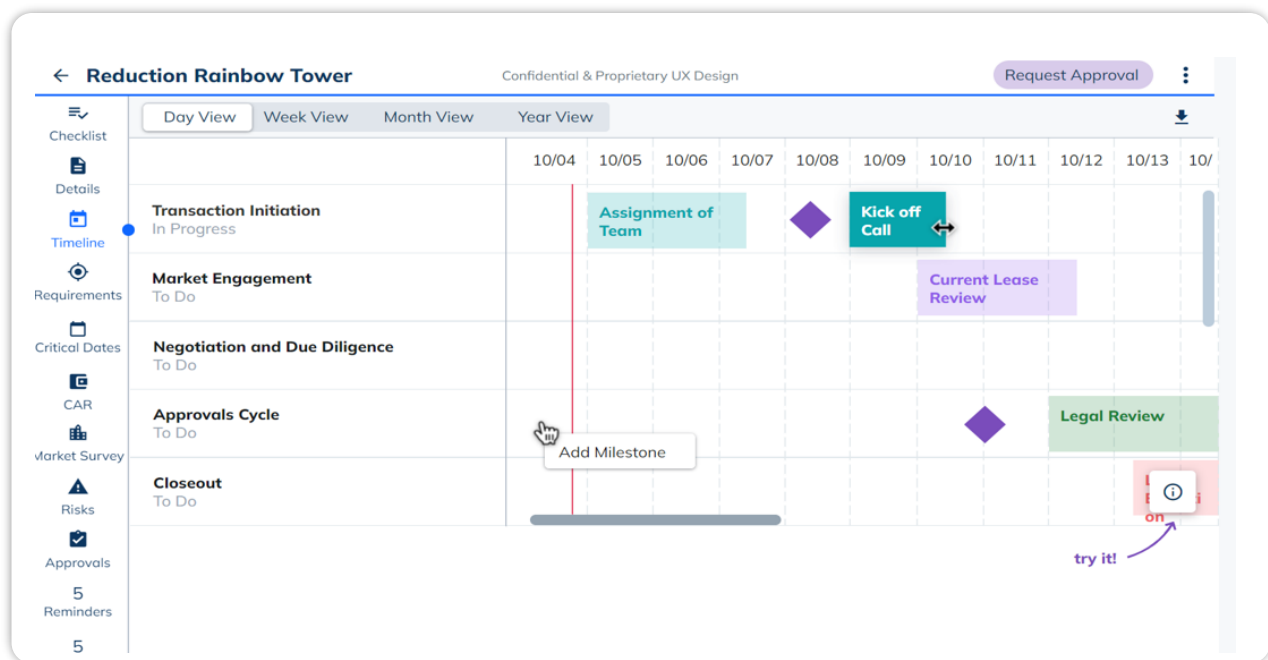 Reduction Rainbow Tower
Confidential & Proprietary UX Design
Request Approval
Checklist
Details
Timeline
Requirements
Critical Dates
CAR
Market Survey
Risks
Approvals
5
Reminders
5
Day View
Week View
Month View
Year View
10/04 10/05 10/06 10/07 10/08 10/09 10/10 10/11 10/12 10/13 10/
Transaction Initiation
In Progress
Assignment of
Team
Kick off
Call
Market Engagement
To Do
Current Lease
Review
Negotiation and Due Diligence
To Do
Approvals Cycle
To Do
Add Milestone
Legal Review
Closeout
To Do
on
try it!